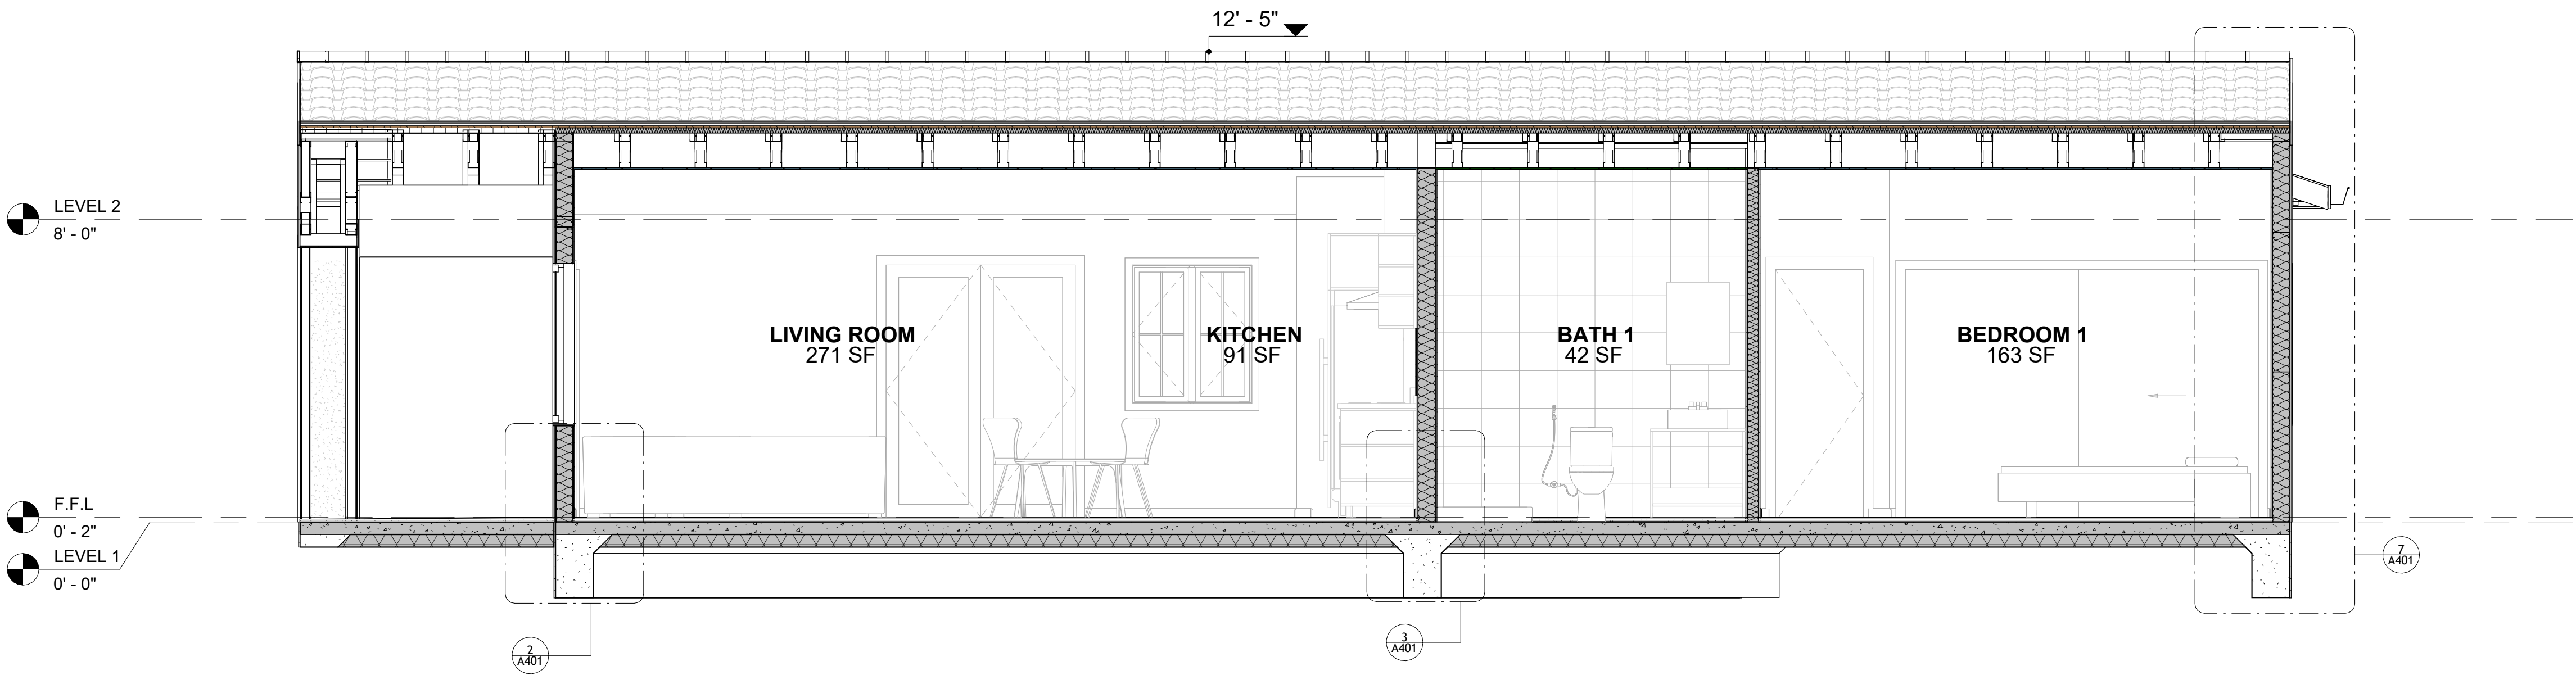 12' - 5"
LEVEL 2
8' - 0"
LIVING ROOM
271 SF
KITCHEN
91 SF
BATH 1
42 SF
BEDROOM 1
163 SF
F.F.L
0' - 2"
LEVEL 1
0' - 0"
2
A401
3
A401
7
A401